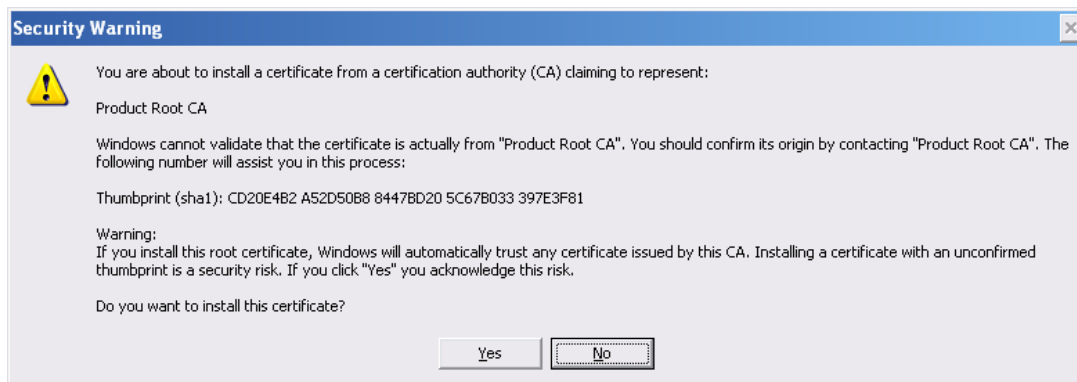 Security Warning
You are about to install a certificate from a certification authority (CA) claiming to represent:
Product Root CA
Windows cannot validate that the certificate is actually from "Product Root CA". You should confirm its origin by contacting "Product Root CA". The
following number will assist you in this process:
Thumbprint (sha1): CD20E4B2 A52D50B8 8447BD20 5C67B033 397E3F81
Warning:
If you install this root certificate, Windows will automatically trust any certificate issued by this CA. Installing a certificate with an unconfirmed
thumbprint is a security risk. If you click "Yes" you acknowledge this risk.
Do you want to install this certificate?
Yes No